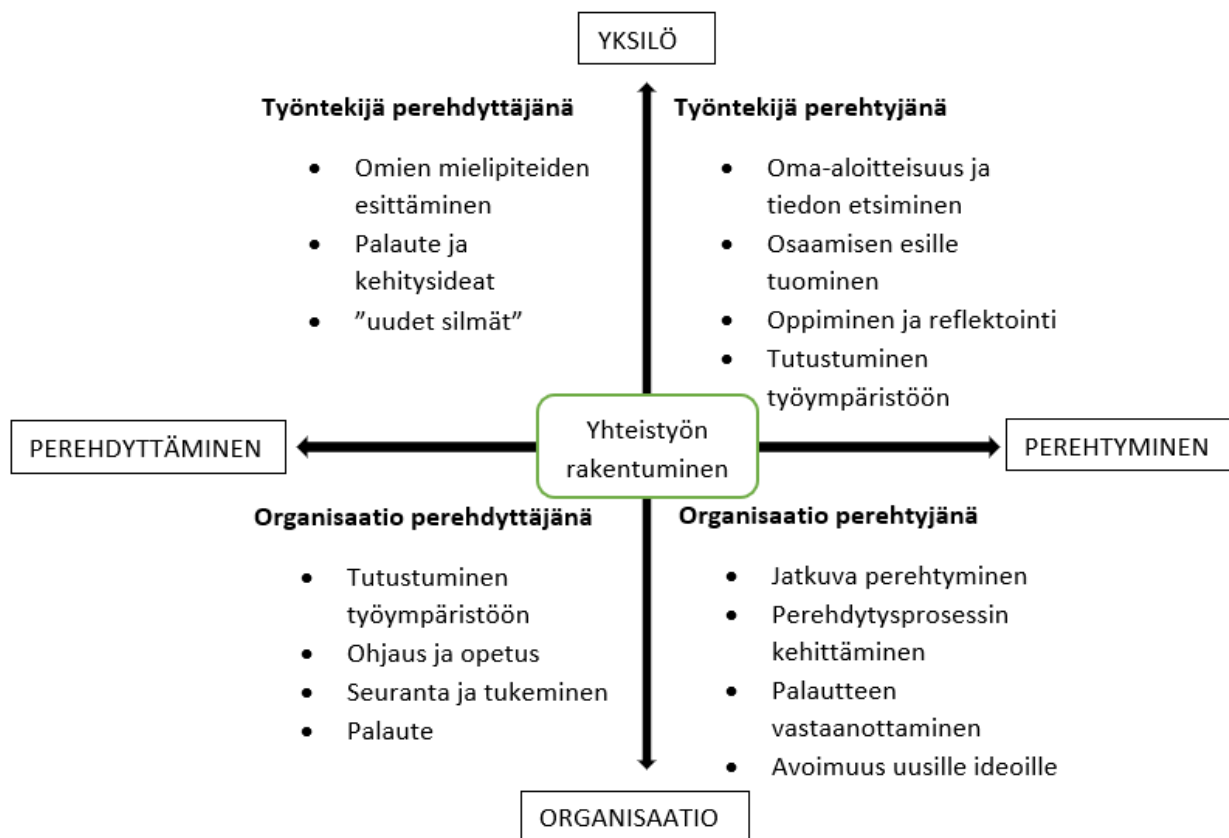 YKSILÖ
Työntekijä perehdyttäjänä
• Omien mielipiteiden
esittäminen
• Palaute ja
kehitysideat
• ”uudet silmät”
Työntekijä perehtyjänä
• Oma-aloitteisuus ja
tiedon etsiminen
• Osaamisen esille
tuominen
• Oppiminen ja reflektointi
• Tutustuminen
työympäristöön
PEREHDYTTÄMINEN
Yhteistyön
rakentuminen
PEREHTYMINEN
Organisaatio perehdyttäjänä
• Tutustuminen
työympäristöön
• Ohjaus ja opetus
• Seuranta ja tukeminen
• Palaute
Organisaatio perehtyjänä
• Jatkuva perehtyminen
• Perehdytysprosessin
kehittäminen
• Palautteen
vastaanottaminen
• Avoimuus uusille ideoille
ORGANISAATIO